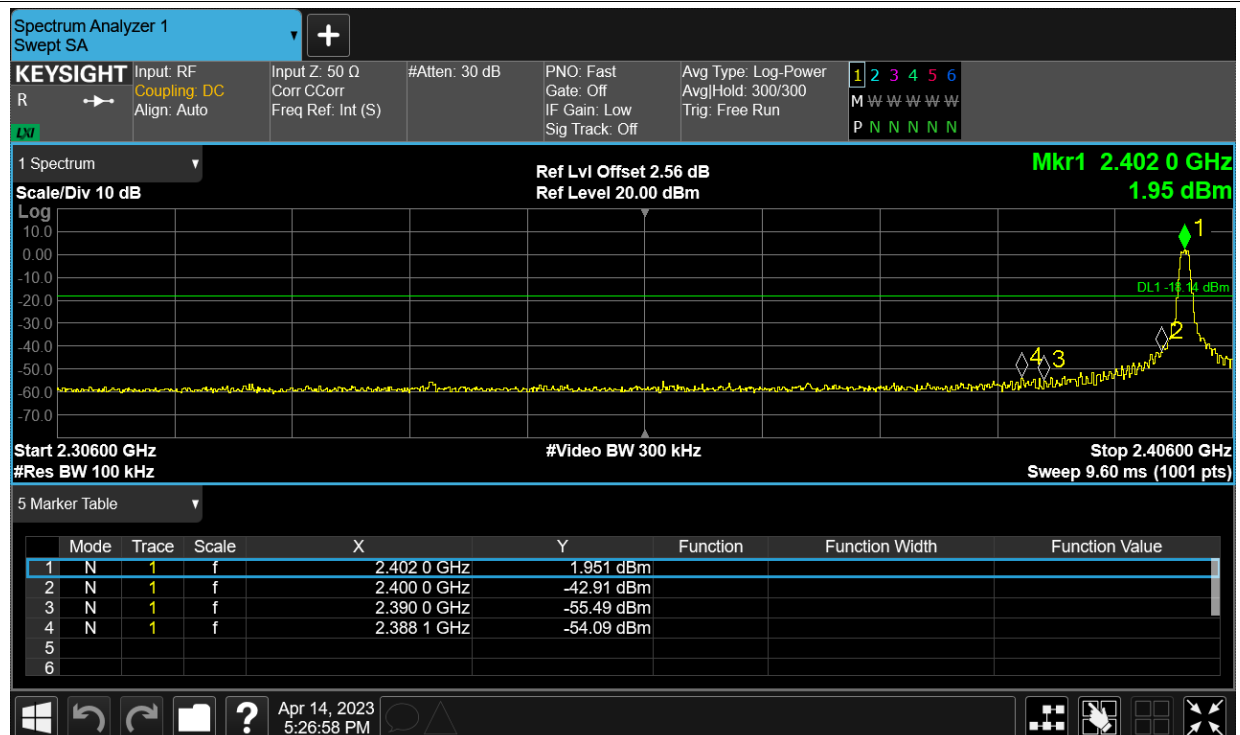 Spectrum Analyzer 1
Swept SA
KEYSIGHT
R
LXI
Input: RF
Coupling: DC
Align: Auto
Input Z: 50 Ω
Corr CCorr
Freq Ref: Int (S)
#Atten: 30 dB
PNO: Fast
Gate: Off
IF Gain: Low
Sig Track: Off
Avg Type: Log-Power
Avg|Hold: 300/300
Trig: Free Run
1 2 3 4 5 6
M W W W W W
P N N N N N
1 Spectrum
Scale/Div 10 dB
Ref Lvl Offset 2.56 dB
Ref Level 20.00 dBm
Mkr1 2.402 0 GHz
1.95 dBm
Log
10.0
0.00
-10.0
-20.0
-30.0
-40.0
-50.0
-60.0
-70.0
1
DL1 -18.14 dBm
2
4 3
Start 2.30600 GHz
#Video BW 300 kHz
Stop 2.40600 GHz
#Res BW 100 kHz
Sweep 9.60 ms (1001 pts)
5 Marker Table
Mode Trace Scale X Y Function Function Width Function Value
1 N 1 f 2.402 0 GHz 1.951 dBm
2 N 1 f 2.400 0 GHz -42.91 dBm
3 N 1 f 2.390 0 GHz -55.49 dBm
4 N 1 f 2.388 1 GHz -54.09 dBm
5
6
?
Apr 14, 2023
5:26:58 PM